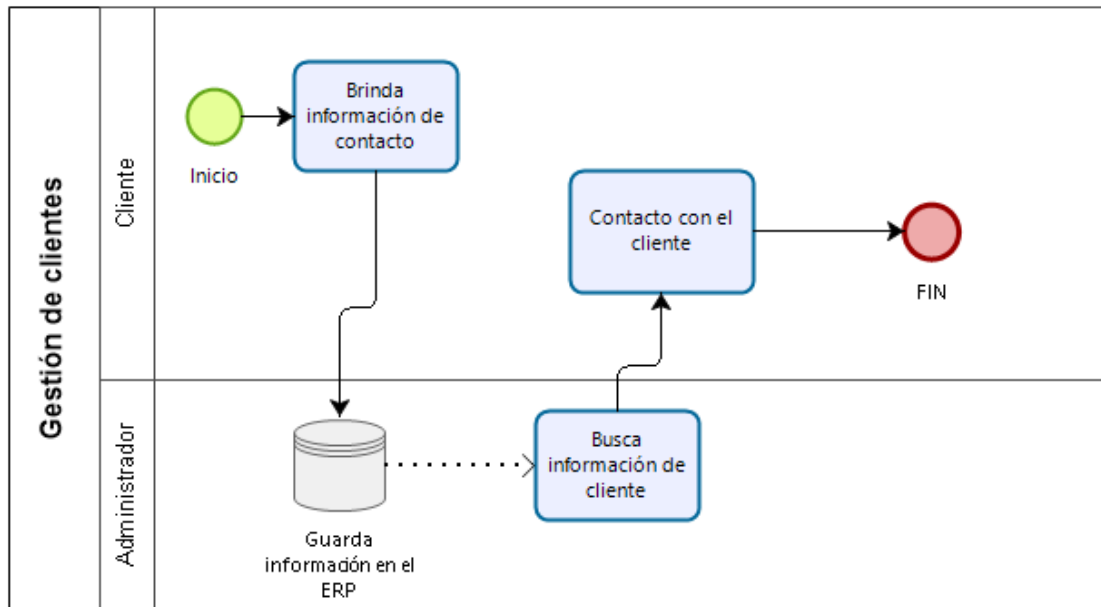 Gestión de clientes
Cliente
Inicio
Brinda
información de
contacto
Contacto con el
cliente
FIN
Administrador
Guarda
información en el
ERP
Busca
información de
cliente